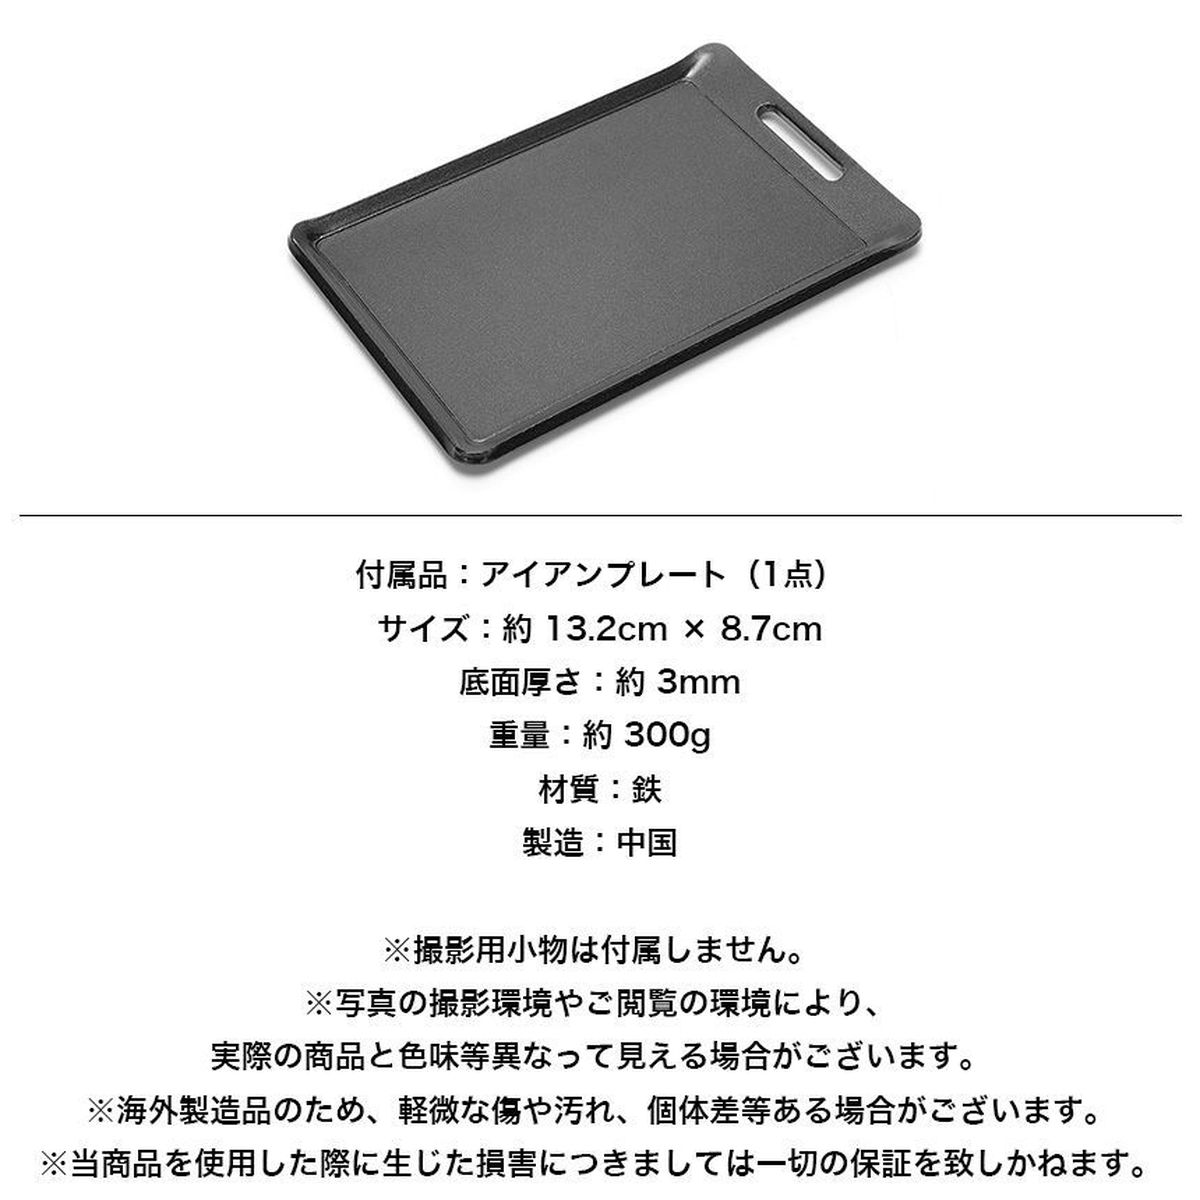 付属品：アイアンプレート（1点）
サイズ：約 13.2cm × 8.7cm
底面厚さ：約 3mm
重量：約 300g
材質：鉄
製造：中国
※撮影用小物は付属しません。
※写真の撮影環境やご閲覧の環境により、
実際の商品と色味等異なって見える場合がございます。
※海外製造品のため、軽微な傷や汚れ、個体差等ある場合がございます。
※当商品を使用した際に生じた損害につきましては一切の保証を致しかねます。